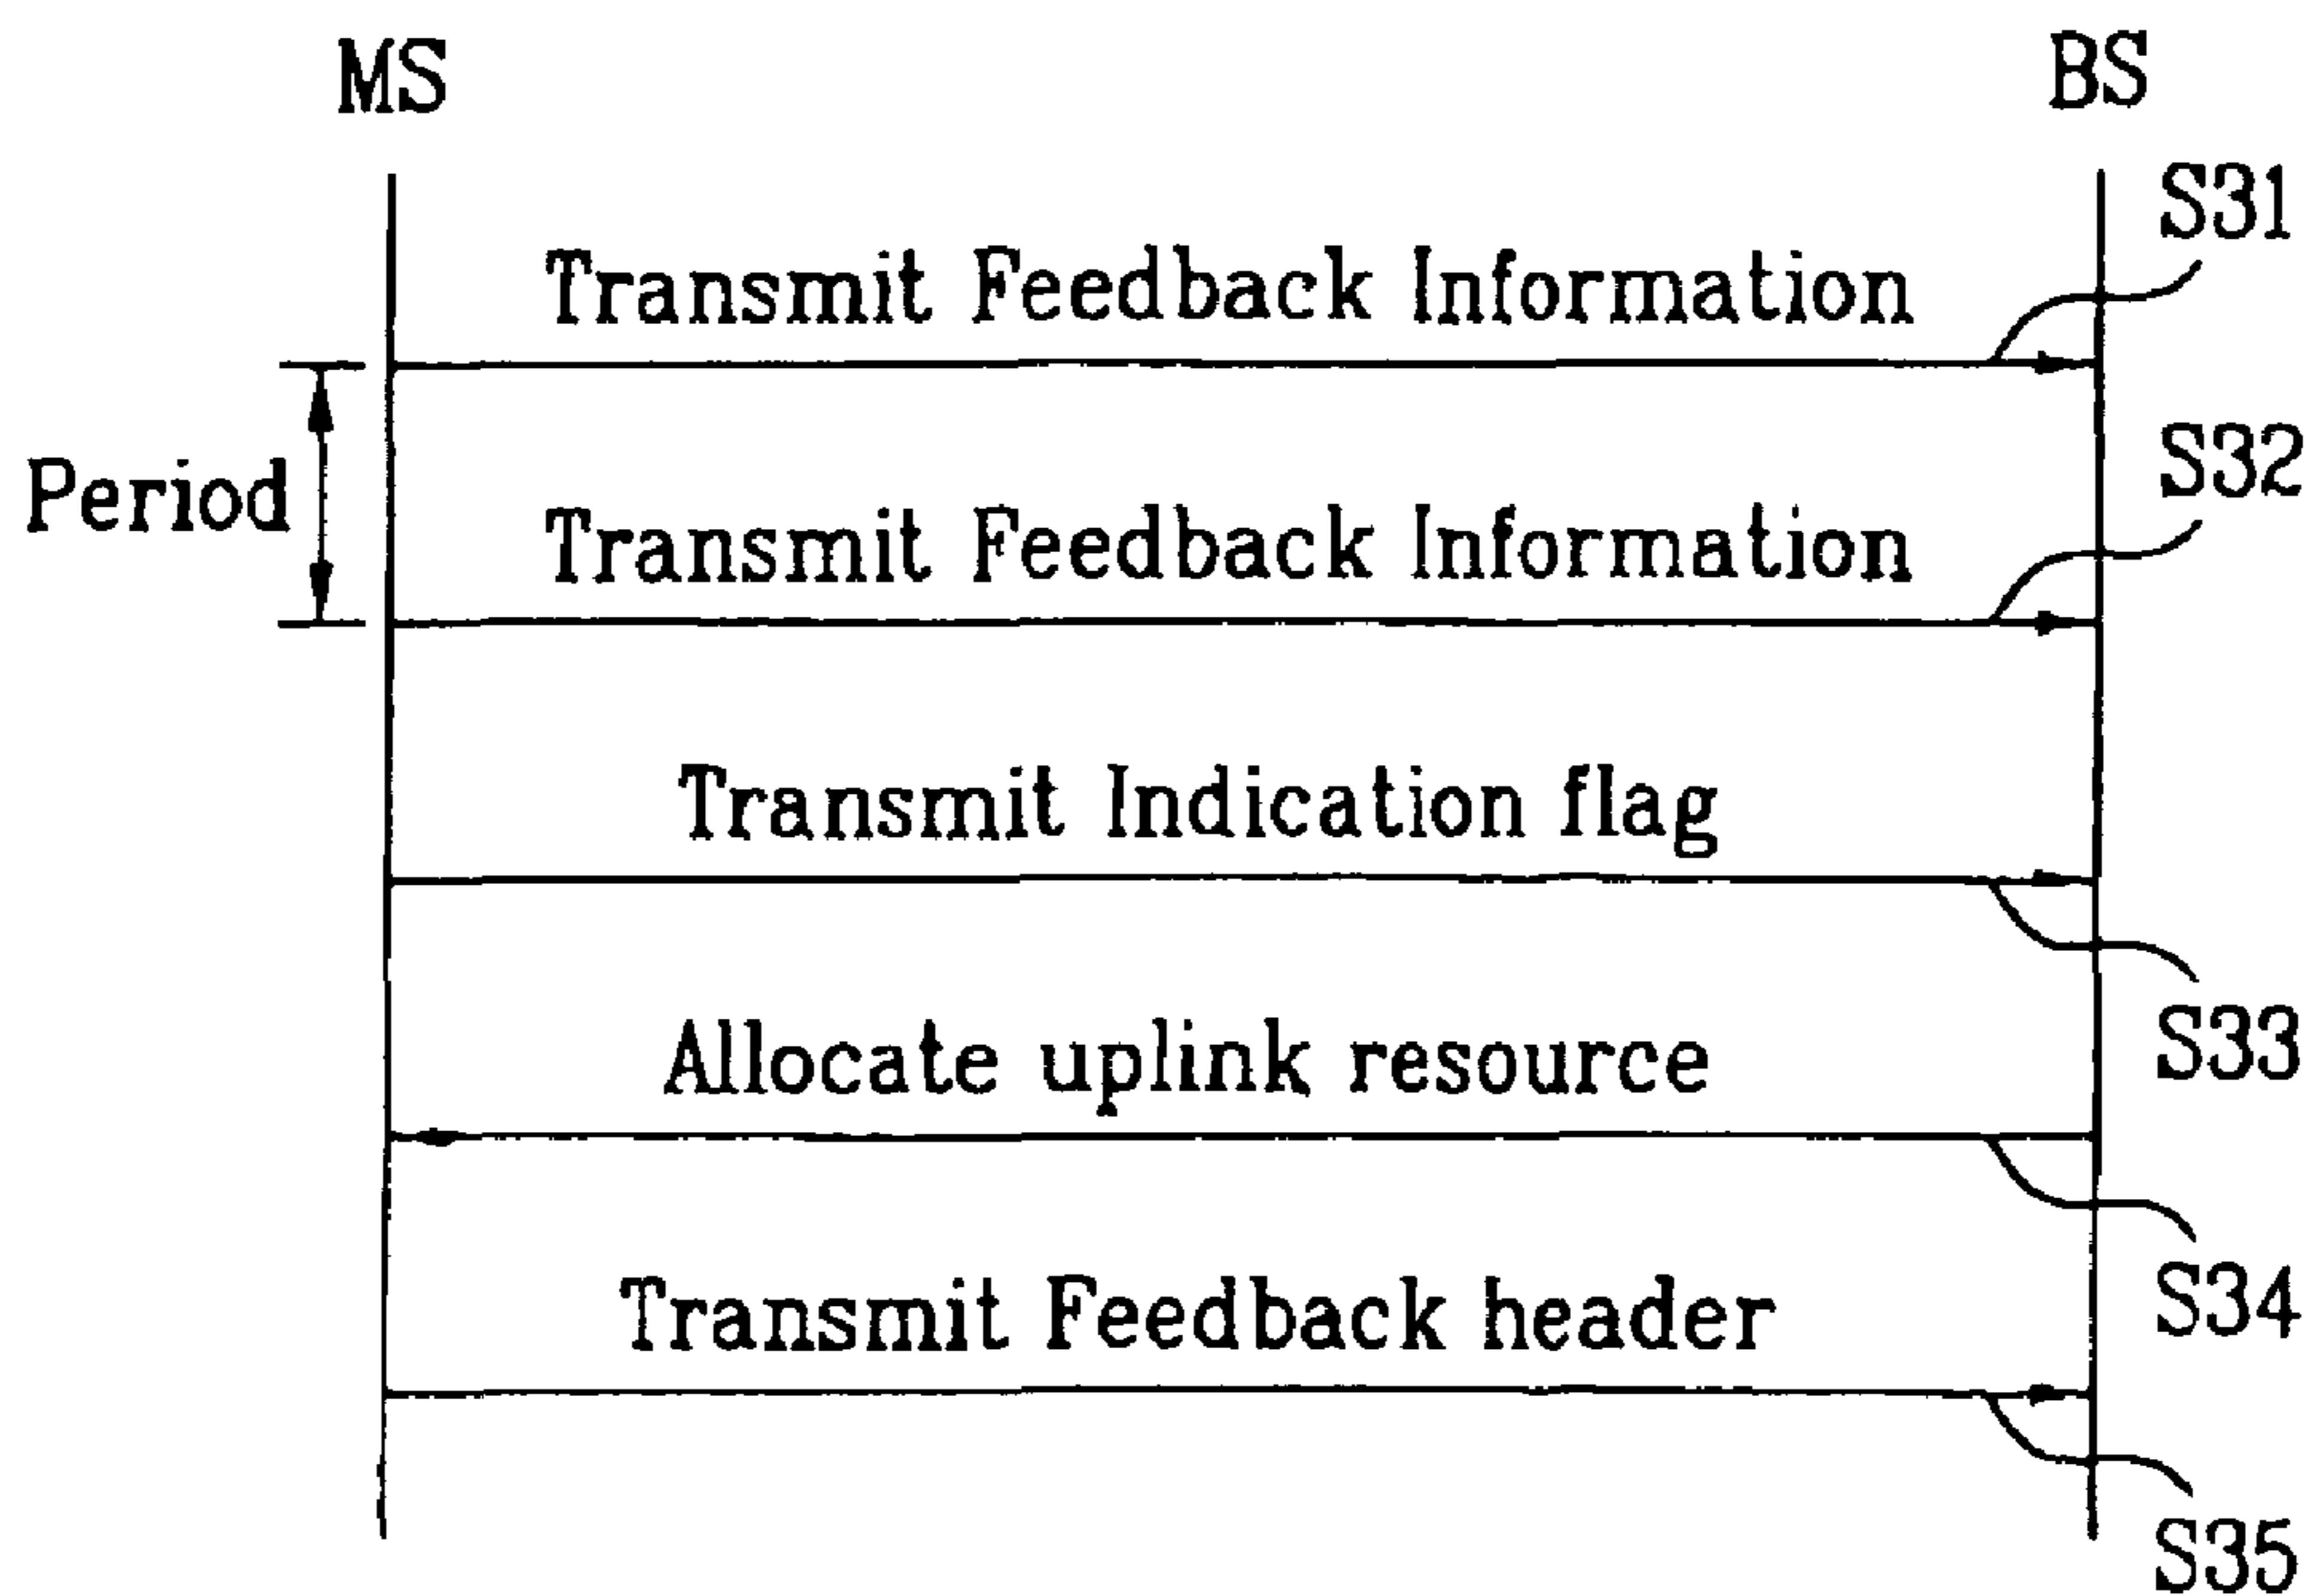 MS
BS
S31
Transmit Feedback Information
S32
Period
Transmit Feedback Information
Transmit Indication flag
S33
Allocate uplink resource
S34
Transmit Feedback header
S35